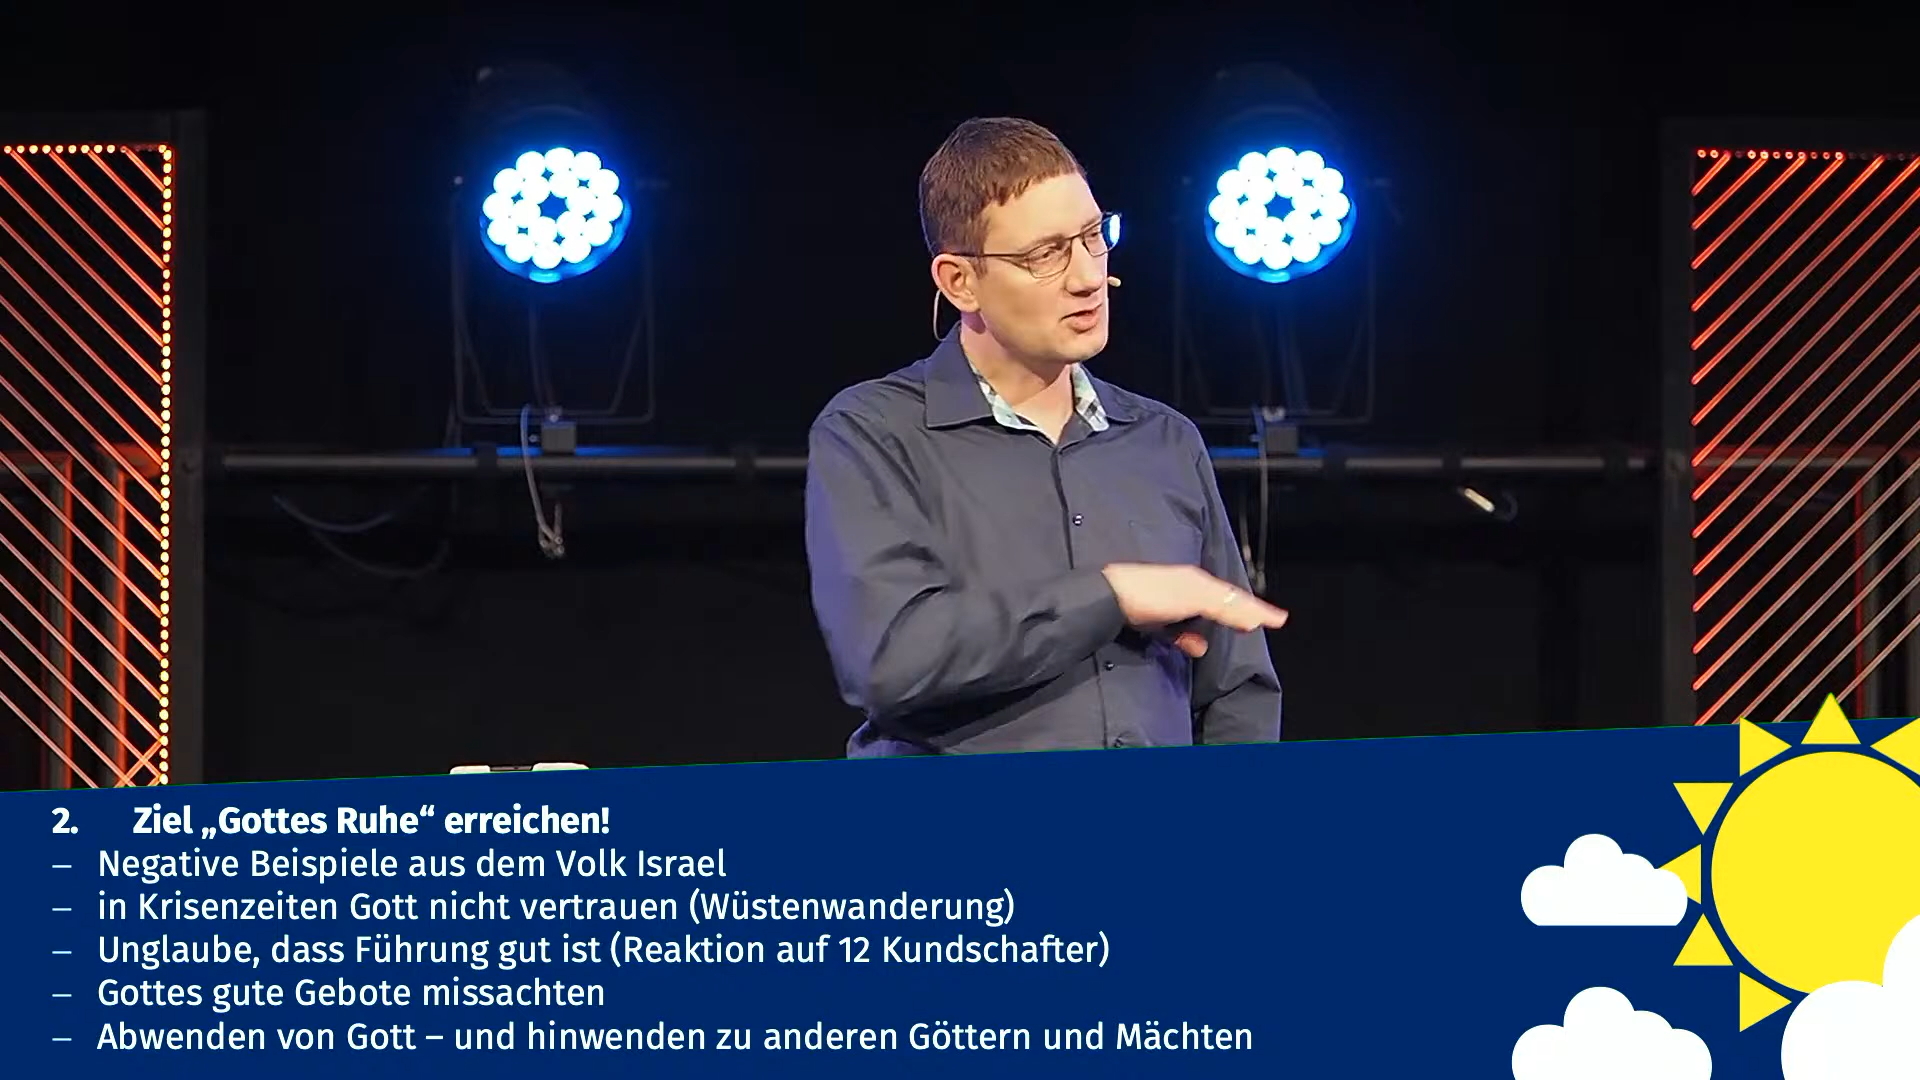 2. Ziel „Gottes Ruhe“ erreichen!
– Negative Beispiele aus dem Volk Israel
– in Krisenzeiten Gott nicht vertrauen (Wüstenwanderung)
– Unglaube, dass Führung gut ist (Reaktion auf 12 Kundschafter)
– Gottes gute Gebote missachten
– Abwenden von Gott – und hinwenden zu anderen Göttern und Mächten